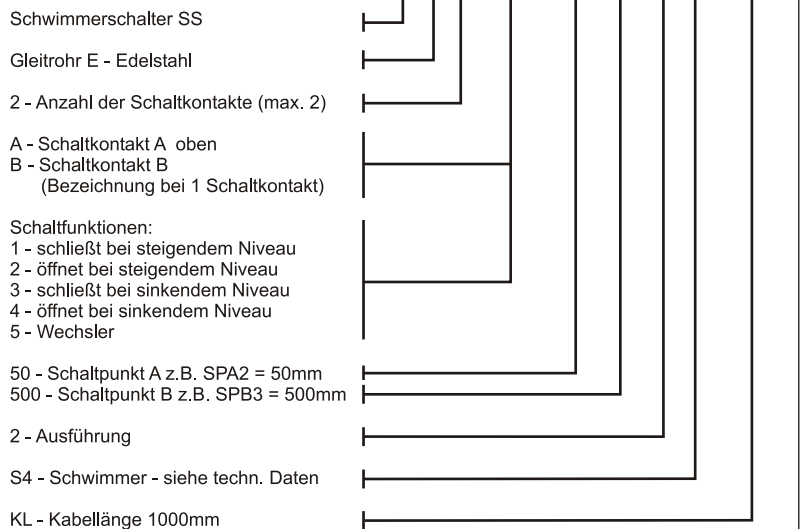 Schwimmerschalter SS
Gleitrohr E - Edelstahl
2 - Anzahl der Schaltkontakte (max. 2)
A - Schaltkontakt A oben
B - Schaltkontakt B
(Bezeichnung bei 1 Schaltkontakt)
Schaltfunktionen:
1 - schließt bei steigendem Niveau
2 - öffnet bei steigendem Niveau
3 - schließt bei sinkendem Niveau
4 - öffnet bei sinkendem Niveau
5 - Wechsler
50 - Schaltpunkt A z.B. SPA2 = 50mm
500 - Schaltpunkt B z.B. SPB3 = 500mm
2 - Ausführung
S4 - Schwimmer - siehe techn. Daten
KL - Kabellänge 1000mm